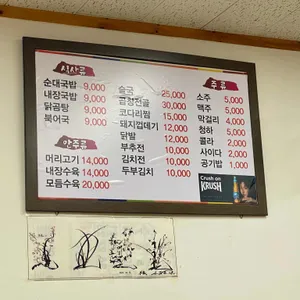 식사류
순대국밥 9,000
내장국밥 9,000
닭곰탕 9,000
북어국 9,000
안주류
머리고기 14,000
내장수육 14,000
모듬수육 20,000
술국 25,000
곱창전골 30,000
코다리찜 15,000
돼지껍데기 12,000
닭발 12,000
부추전 10,000
김치전 10,000
두부김치 10,000
주류
소주 5,000
맥주 5,000
막걸리 4,000
청하 5,000
콜라 2,000
사이다 2,000
공기밥 1,000
Crush on
KRUSH